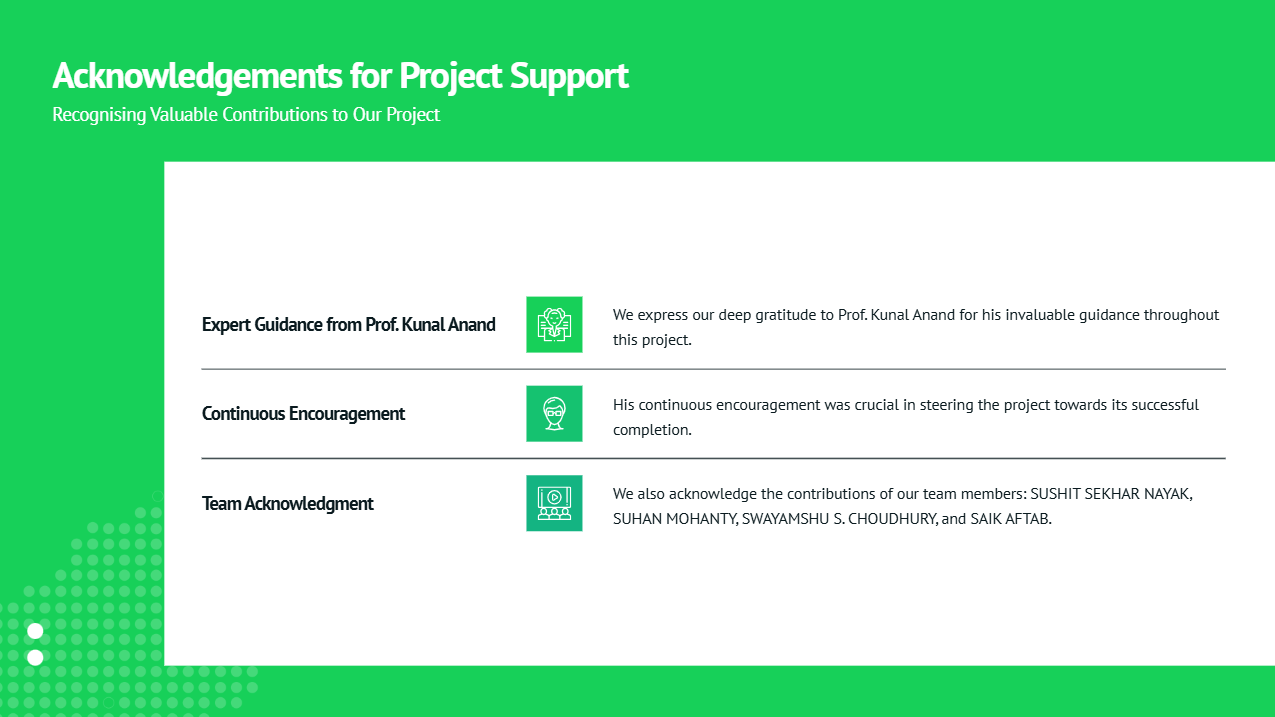 Acknowledgements for Project Support
Recognising Valuable Contributions to Our Project
Expert Guidance from Prof. Kunal Anand
We express our deep gratitude to Prof. Kunal Anand for his invaluable guidance throughout
this project.
Continuous Encouragement
His continuous encouragement was crucial in steering the project towards its successful
completion.
Team Acknowledgment
We also acknowledge the contributions of our team members: SUSHIT SEKHAR NAYAK,
SUHAN MOHANTY, SWAYAMSHU S. CHOUDHURY, and SAIK AFTAB.